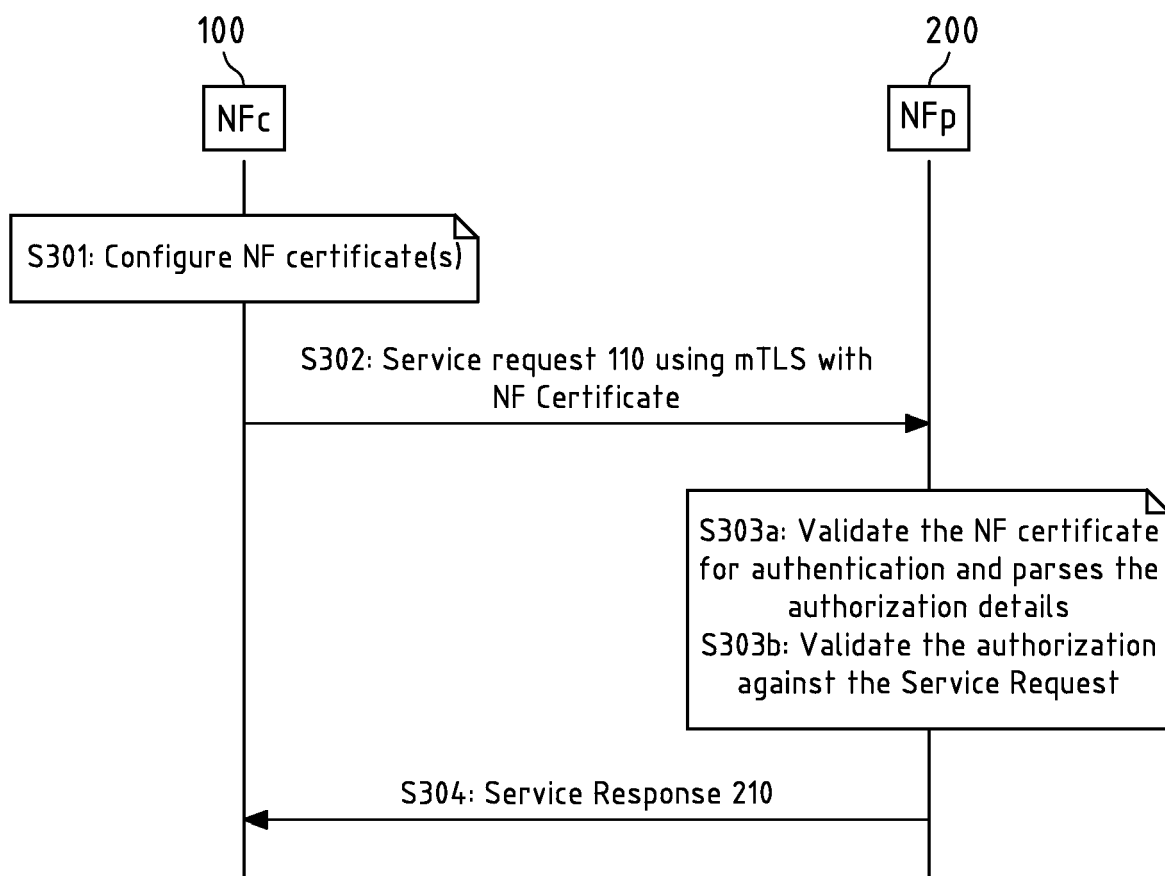 100
200
NFc
NFp
S301: Configure NF certificate(s)
S302: Service request 110 using mTLS with
NF Certificate
S303a: Validate the NF certificate
for authentication and parses the
authorization details
S303b: Validate the authorization
against the Service Request
S304: Service Response 210